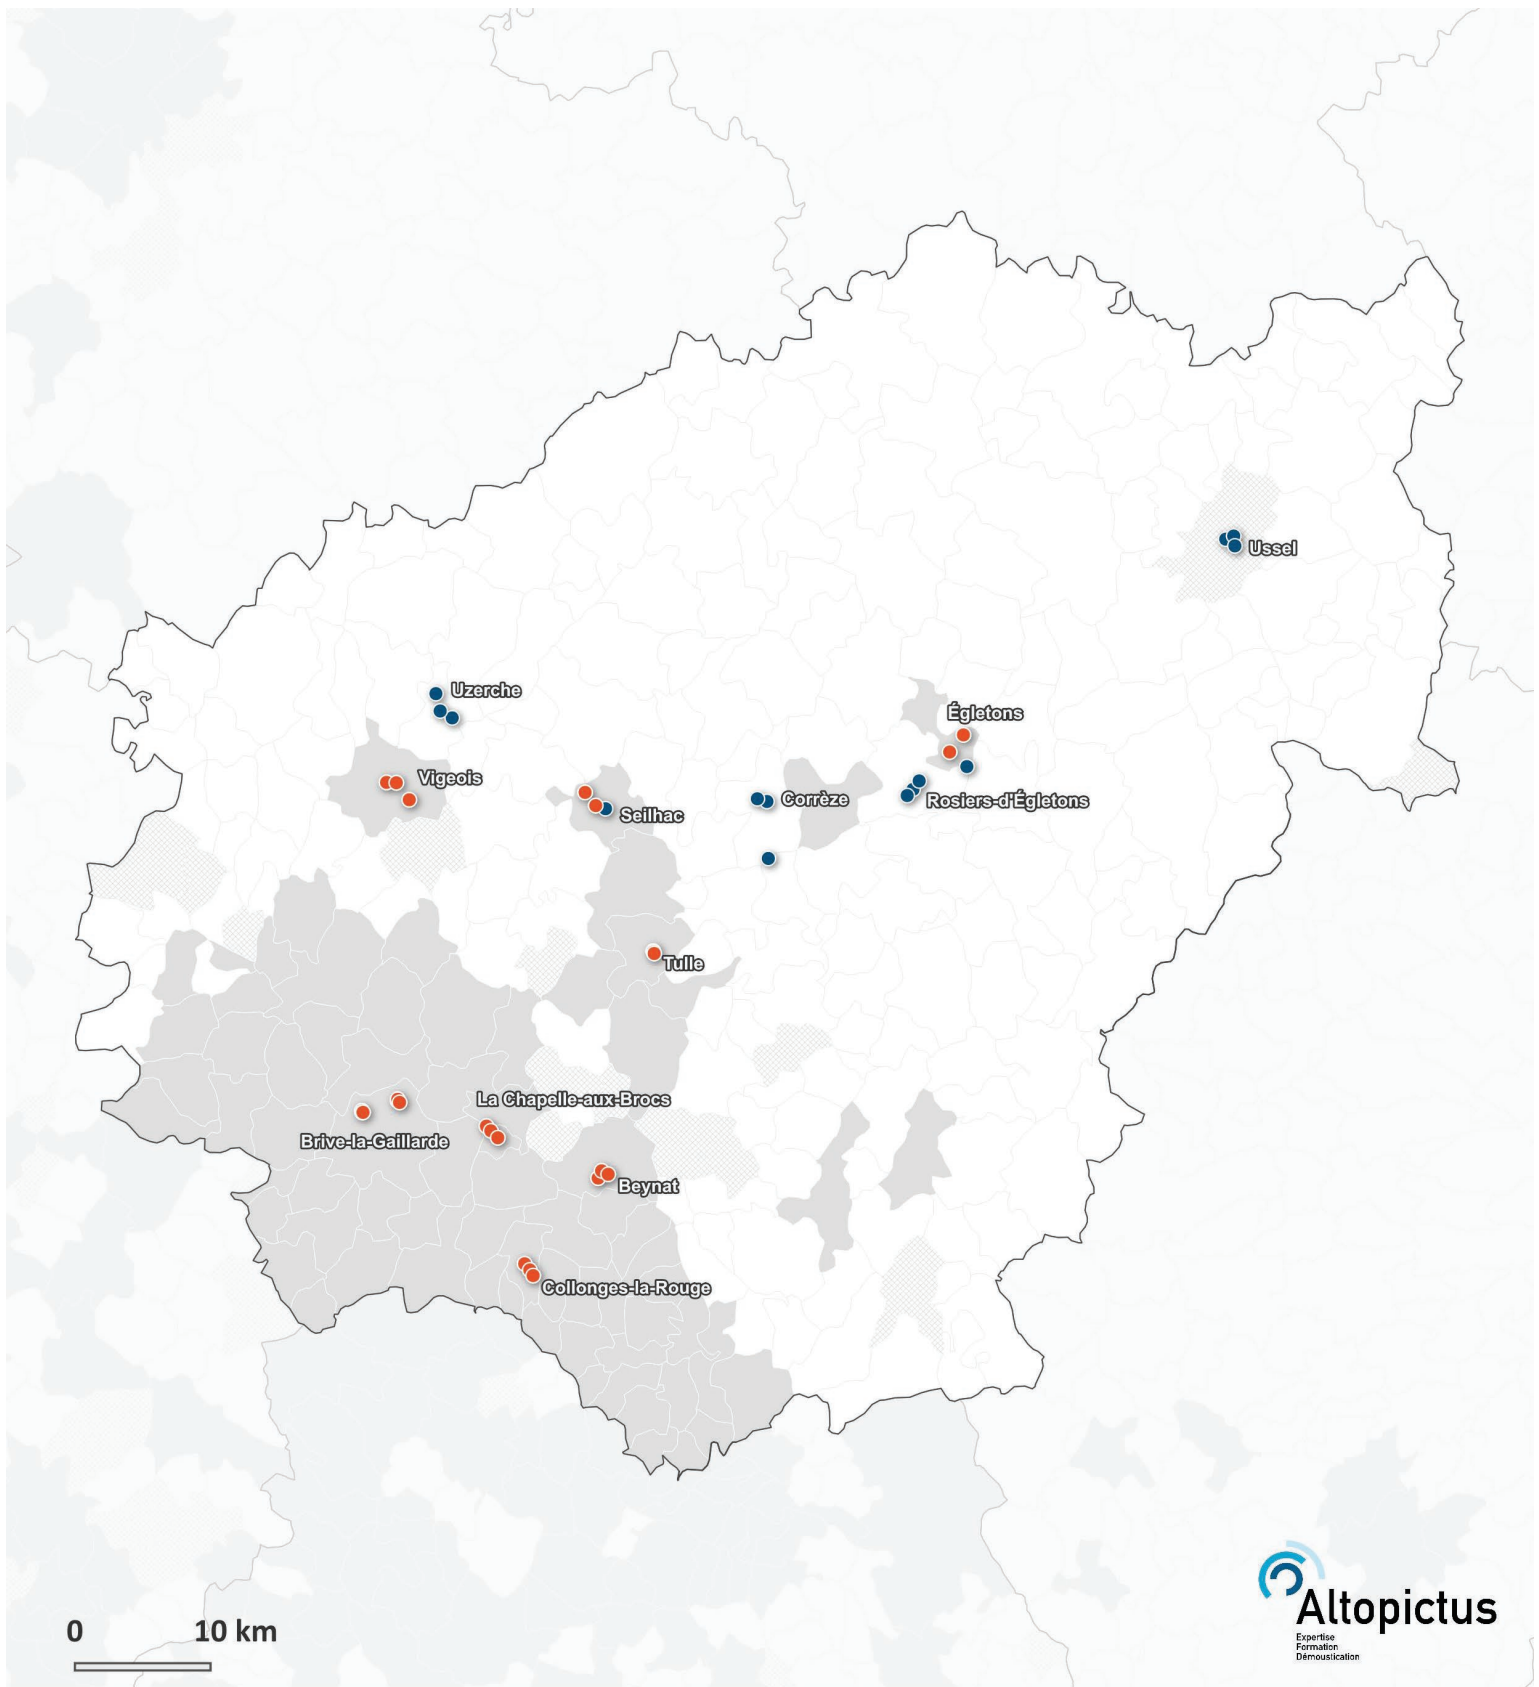 Ussel
Uzerche
Égletons
Vigeois
Corrèze
Rosiers-d'Égletons
Seilhac
Tulle
La Chapelle-aux-Brocs
Brive-la-Gaillarde
Beynat
Collonges-la-Rouge
0 10 km
Altopictus
Expertise
Formation
Démoustication